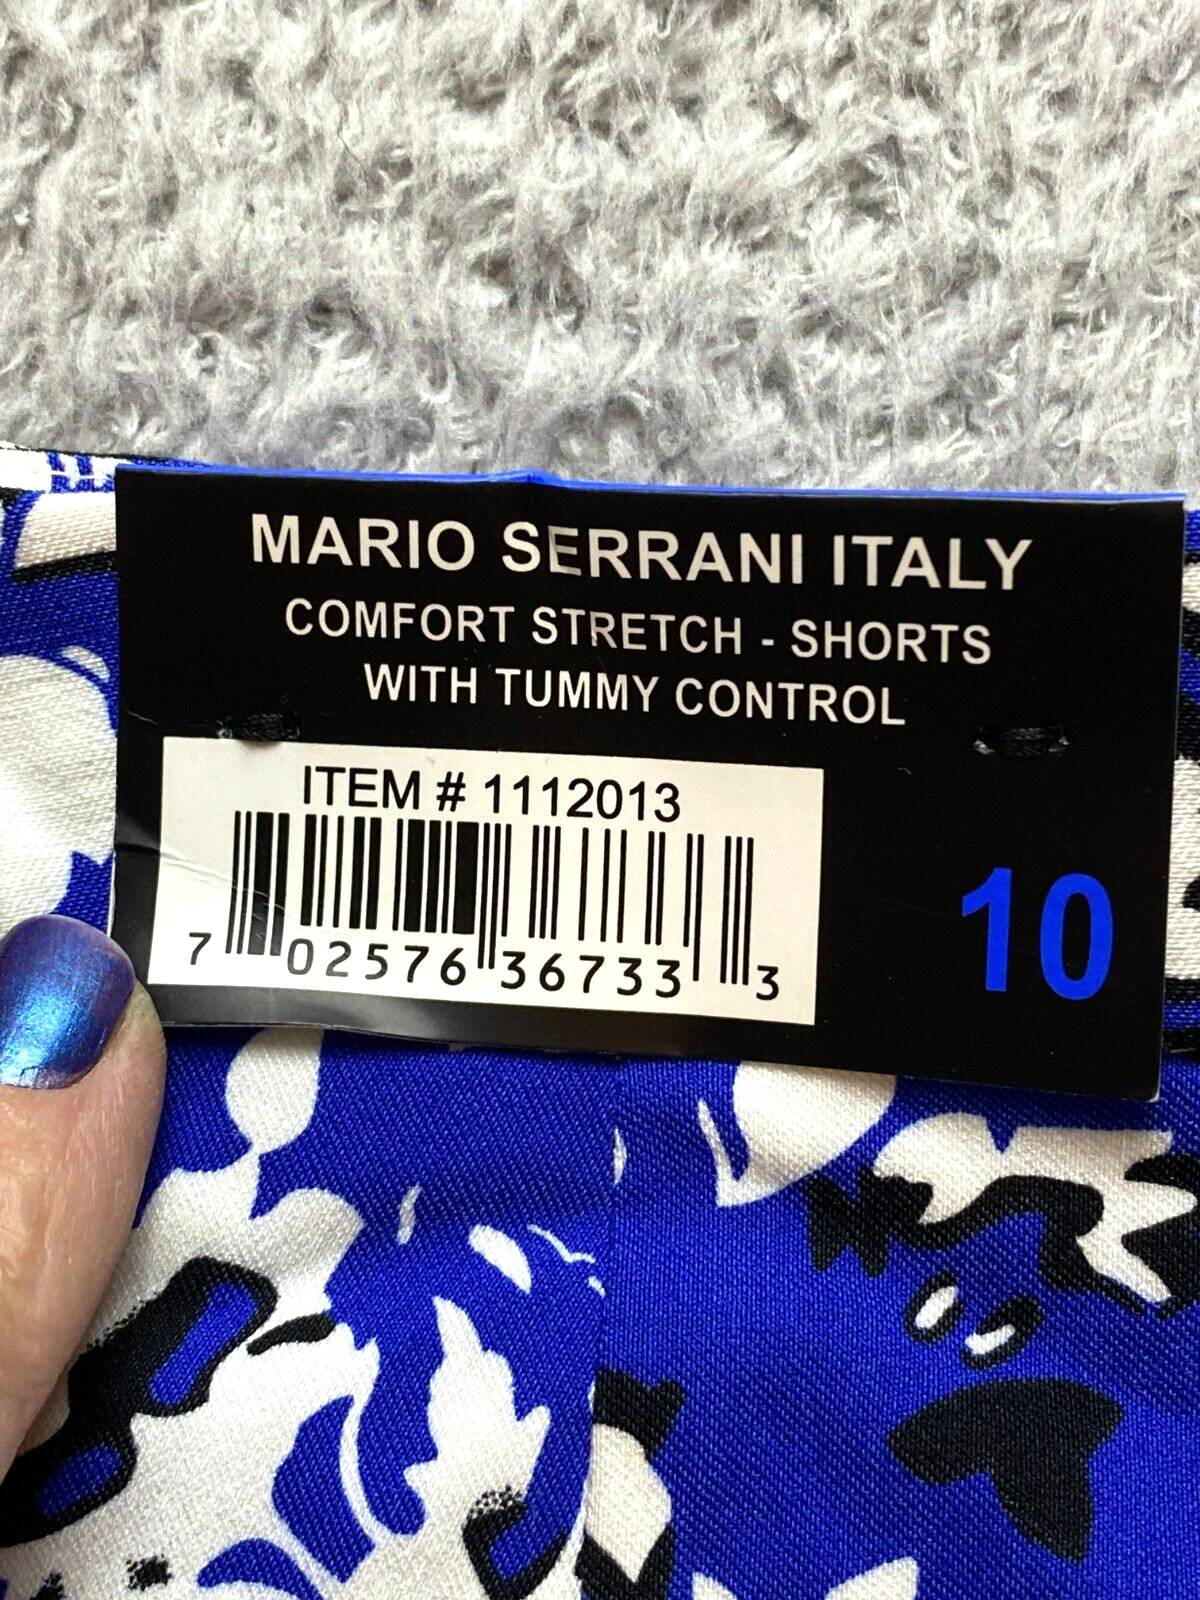 MARIO SERRANI ITALY
COMFORT STRETCH - SHORTS
WITH TUMMY CONTROL
ITEM # 1112013
7 02576 36733 3
10